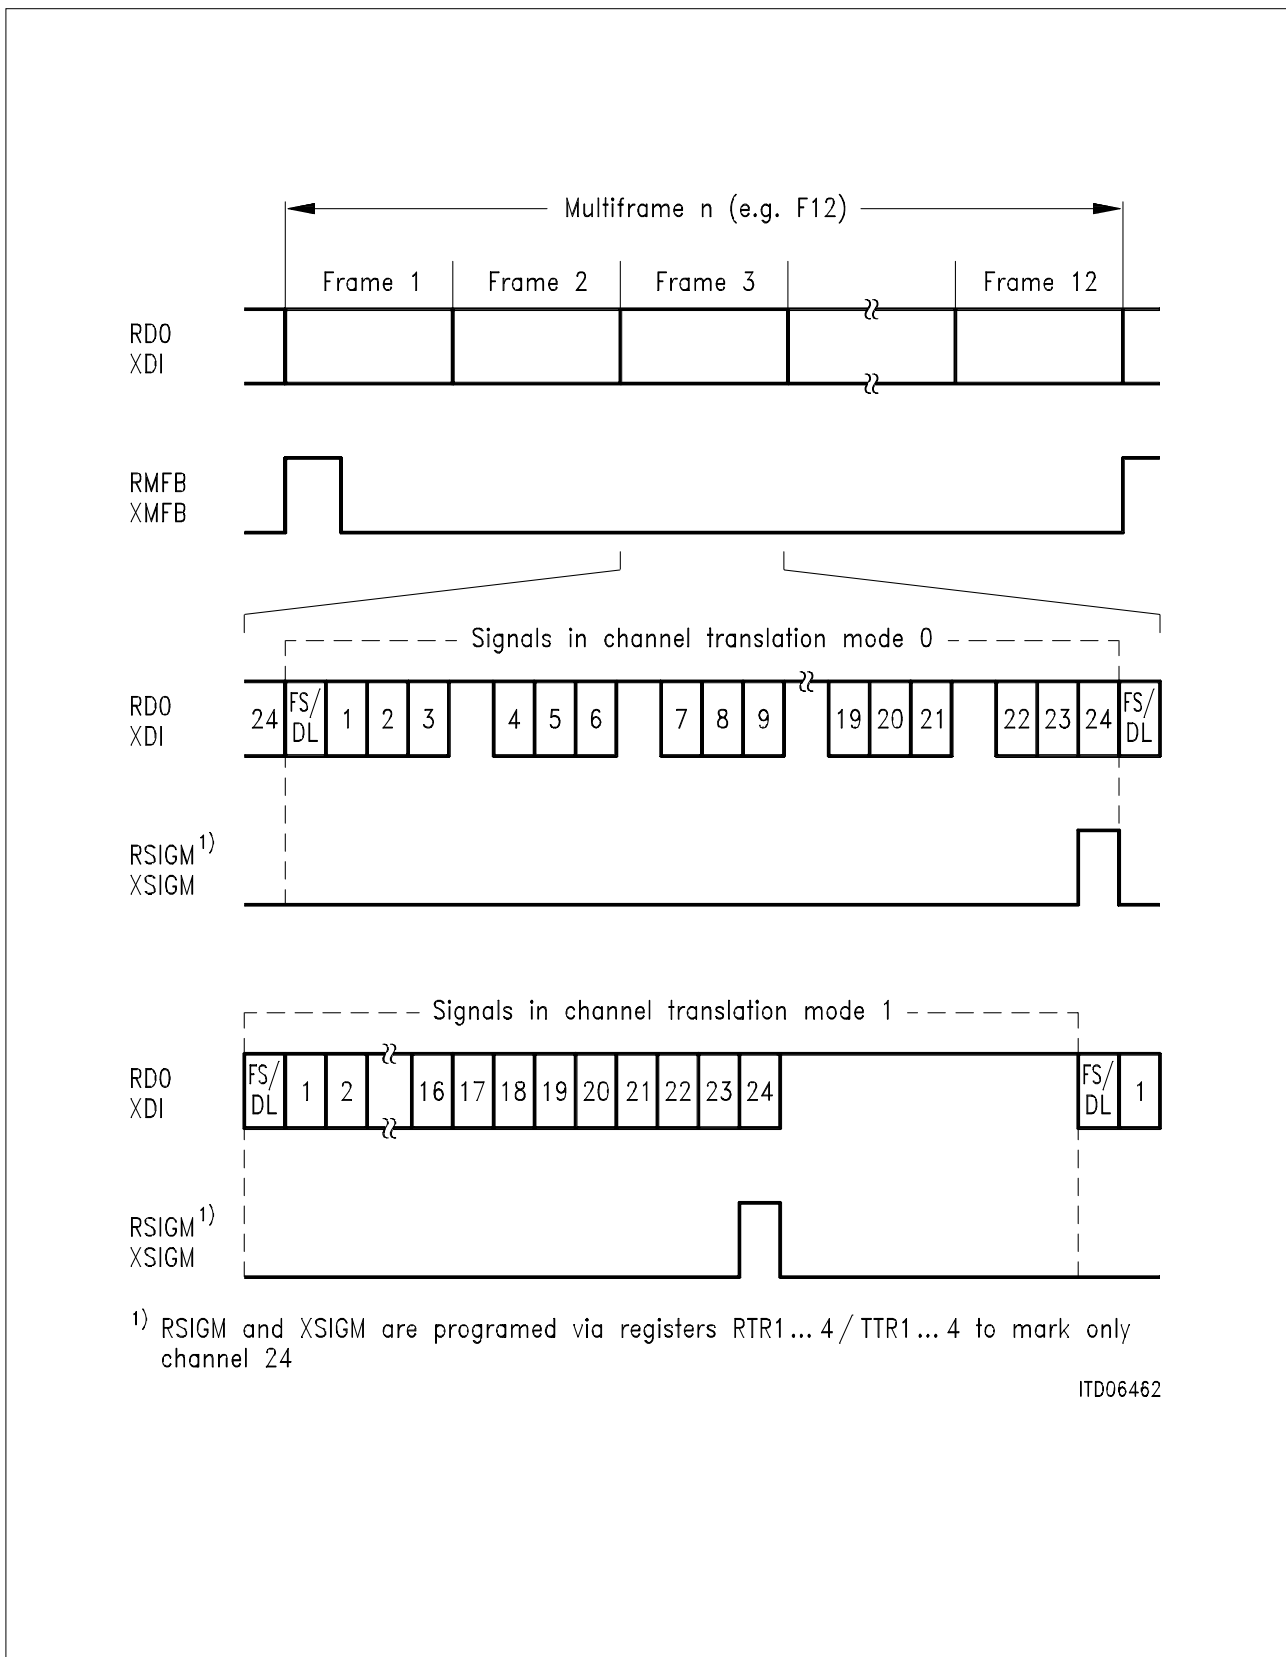 Multiframe n (e.g. F12)
Frame 1 Frame 2 Frame 3 Frame 12
RDO
XDI
RMFB
XMFB
Signals in channel translation mode 0
RDO
XDI
24 FS/DL 1 2 3 4 5 6 7 8 9 19 20 21 22 23 24 FS/DL
RSIGM 1)
XSIGM
Signals in channel translation mode 1
RDO
XDI
FS/DL 1 2 16 17 18 19 20 21 22 23 24 FS/DL 1
RSIGM 1)
XSIGM
1) RSIGM and XSIGM are programed via registers RTR1... 4 / TTR1... 4 to mark only
channel 24
ITD06462